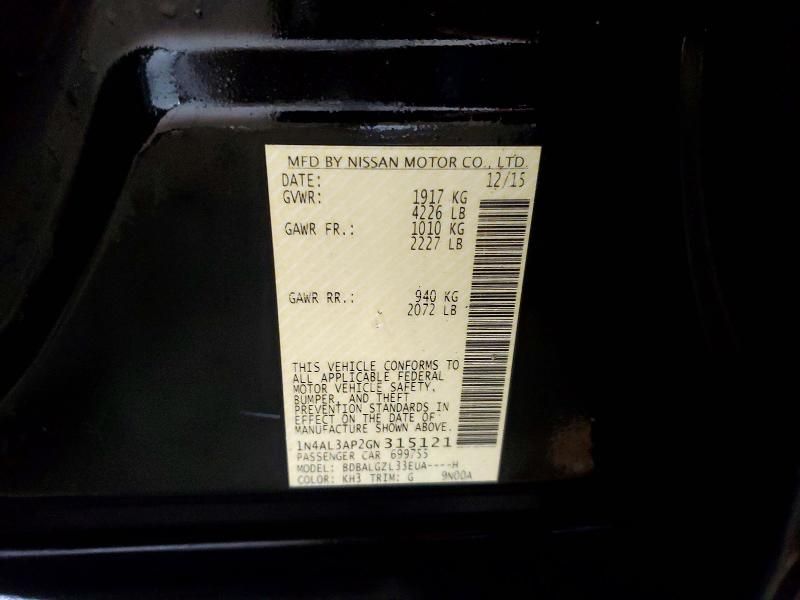 MFD BY NISSAN MOTOR CO., LTD.
DATE: 12/15
GVWR: 1917 KG
4226 LB
GAWR FR.: 1010 KG
2227 LB
GAWR RR.: 940 KG
2072 LB
THIS VEHICLE CONFORMS TO
ALL APPLICABLE FEDERAL
MOTOR VEHICLE SAFETY,
BUMPER, AND THEFT
PREVENTION STANDARDS IN
EFFECT ON THE DATE OF
MANUFACTURE SHOWN ABOVE.
1N4AL3AP2GN315121
PASSENGER CAR 699755
MODEL: BDBALGZL33EUA----H
COLOR: KH3 TRIM: G 9N00A